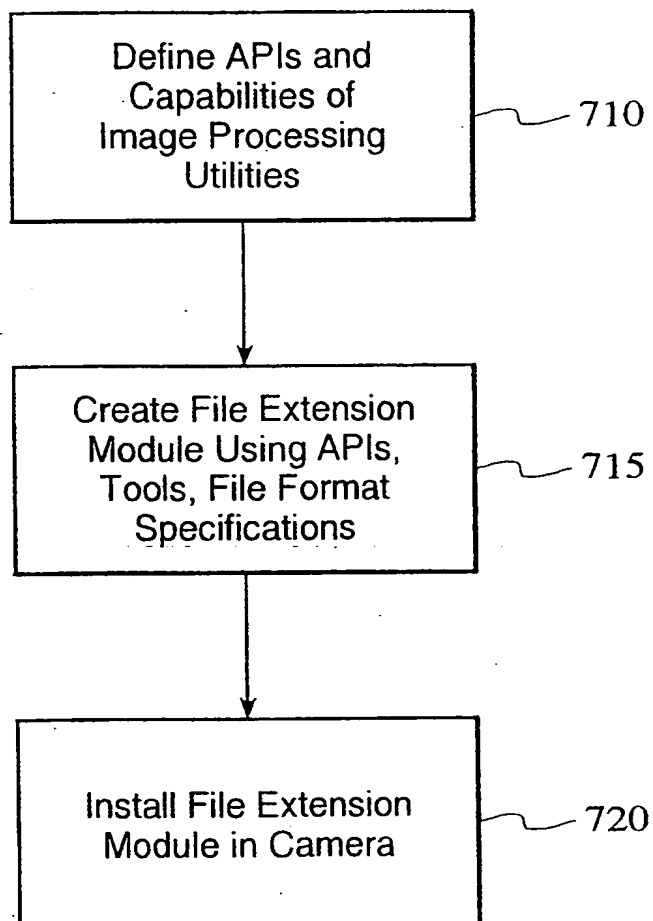 Define APIs and
Capabilities of
Image Processing
Utilities
710
Create File Extension
Module Using APIs,
Tools, File Format
Specifications
715
Install File Extension
Module in Camera
720